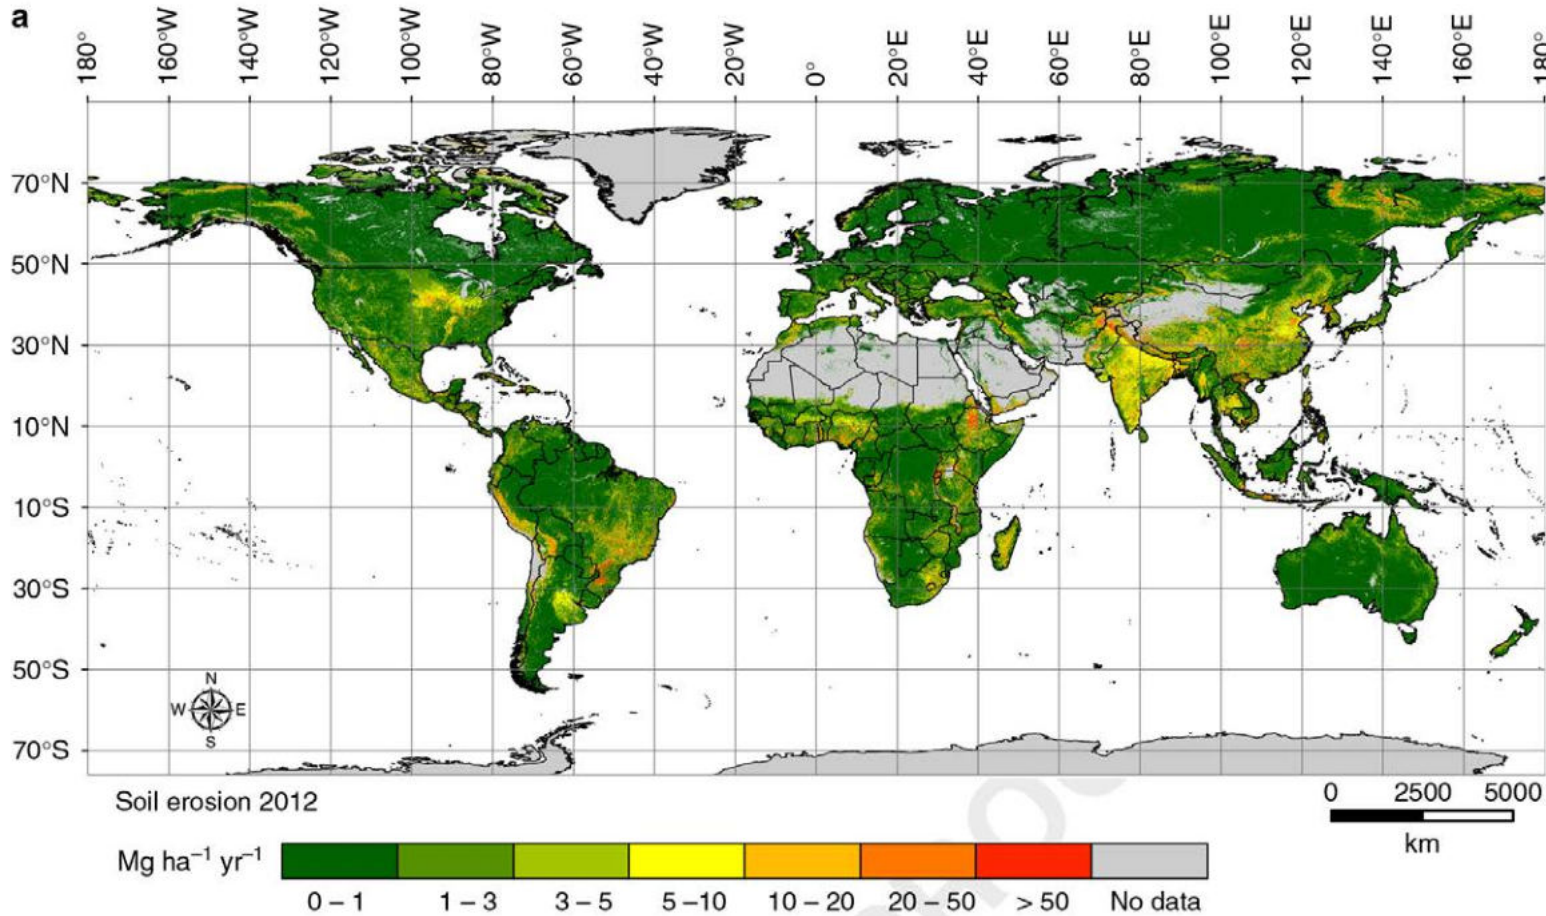 a
180° 160°W 140°W 120°W 100°W 80°W 60°W 40°W 20°W 0° 20°E 40°E 60°E 80°E 100°E 120°E 140°E 160°E 180°
70°N
50°N
30°N
10°N
10°S
30°S
50°S
70°S
N
W E
S
Soil erosion 2012
0 2500 5000
km
Mg ha⁻¹ yr⁻¹
0 – 1 1 – 3 3 – 5 5 –10 10 – 20 20 – 50 > 50 No data